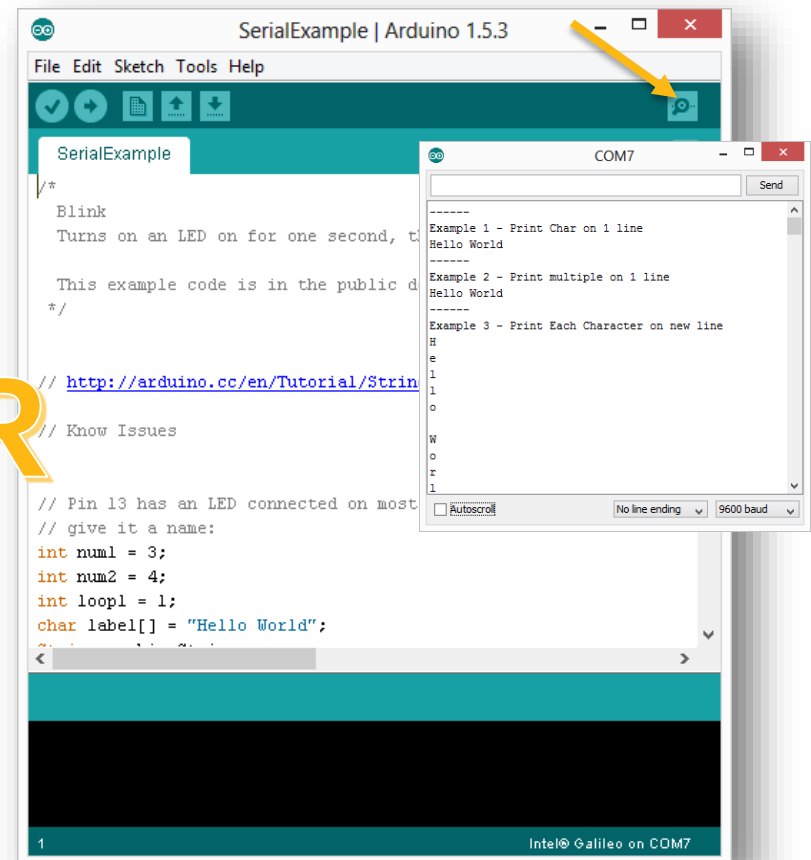 SerialExample | Arduino 1.5.3
File Edit Sketch Tools Help
SerialExample
/*
Blink
Turns on an LED on for one second,
This example code is in the public
*/
// http://arduino.cc/en/Tutorial/Strin
// Know Issues
// Pin 13 has an LED connected on most
// give it a name:
int num1 = 3;
int num2 = 4;
int loop1 = 1;
char label[] = "Hello World";
1
Intel® Galileo on COM7
COM7
Send
------
Example 1 - Print Char on 1 line
Hello World
------
Example 2 - Print multiple on 1 line
Hello World
------
Example 3 - Print Each Character on new line
H
e
l
l
o
W
o
r
l
Autoscroll
No line ending
9600 baud
R